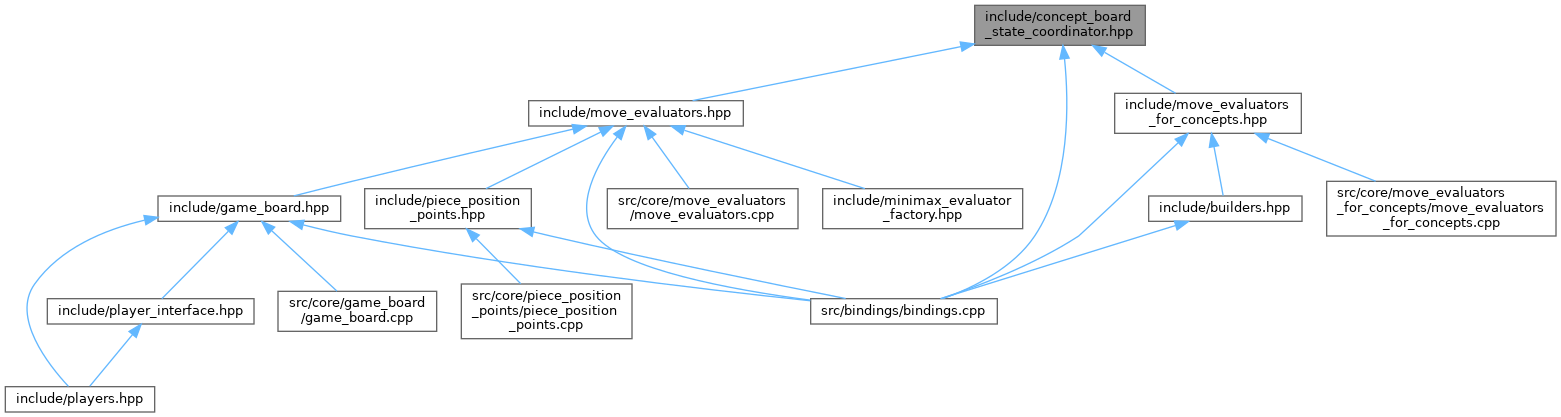 include/concept_board
_state_coordinator.hpp
include/move_evaluators.hpp
include/move_evaluators
_for_concepts.hpp
include/game_board.hpp
include/piece_position
_points.hpp
src/core/move_evaluators
/move_evaluators.cpp
include/minimax_evaluator
_factory.hpp
include/builders.hpp
src/core/move_evaluators
_for_concepts/move_evaluators
_for_concepts.cpp
include/player_interface.hpp
src/core/game_board
/game_board.cpp
src/core/piece_position
_points/piece_position
_points.cpp
src/bindings/bindings.cpp
include/players.hpp